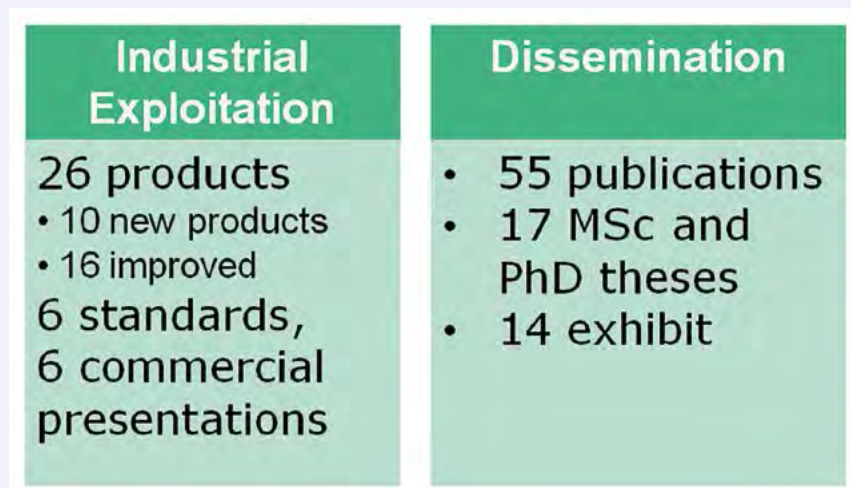 Industrial
Exploitation
26 products
• 10 new products
• 16 improved
6 standards,
6 commercial
presentations
Dissemination
• 55 publications
• 17 MSc and
PhD theses
• 14 exhibit